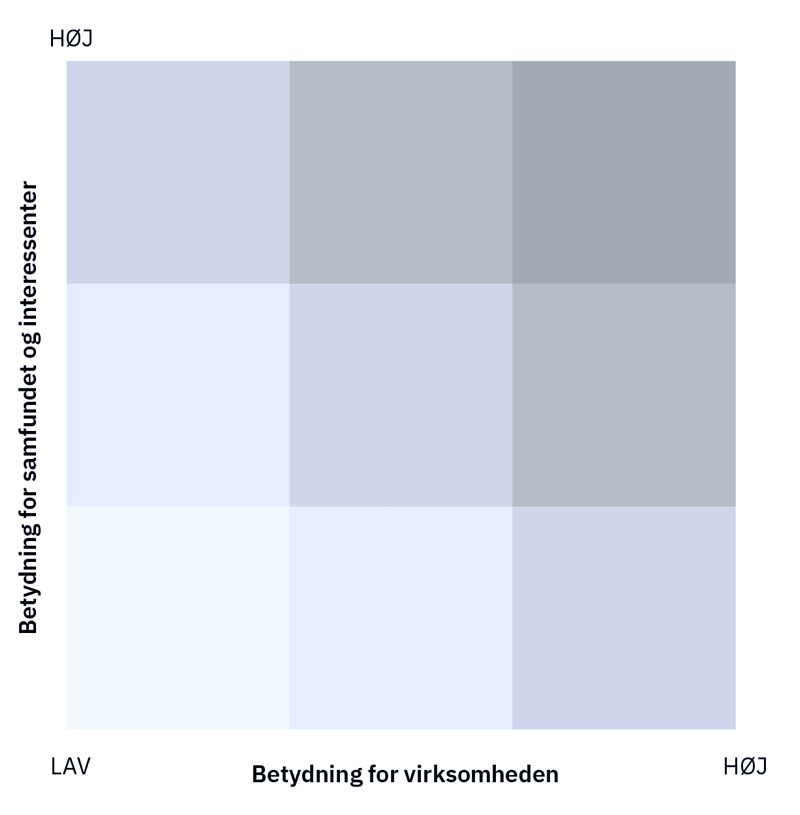 HØJ
Betydning for samfundet og interessenter
LAV
Betydning for virksomheden
HØJ